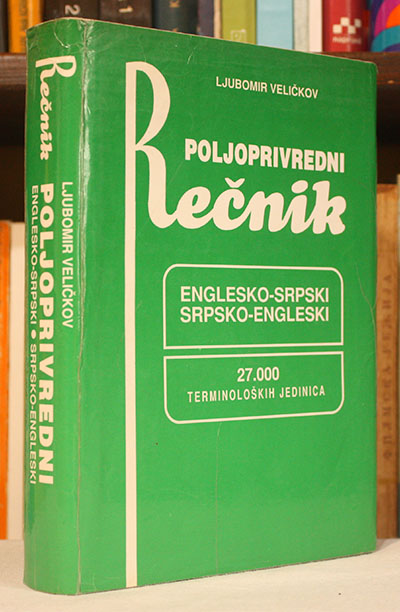 LJUBOMIR VELIČKOV
POLJOPRIVREDNI
Rečnik
ENGLESKO-SRPSKI
SRPSKO-ENGLESKI
27.000
TERMINOLOŠKIH JEDINICA
Rečnik
LJUBOMIR VELIČKOV
POLJOPRIVREDNI
ENGLESKO-SRPSKI • SRPSKO-ENGLESKI